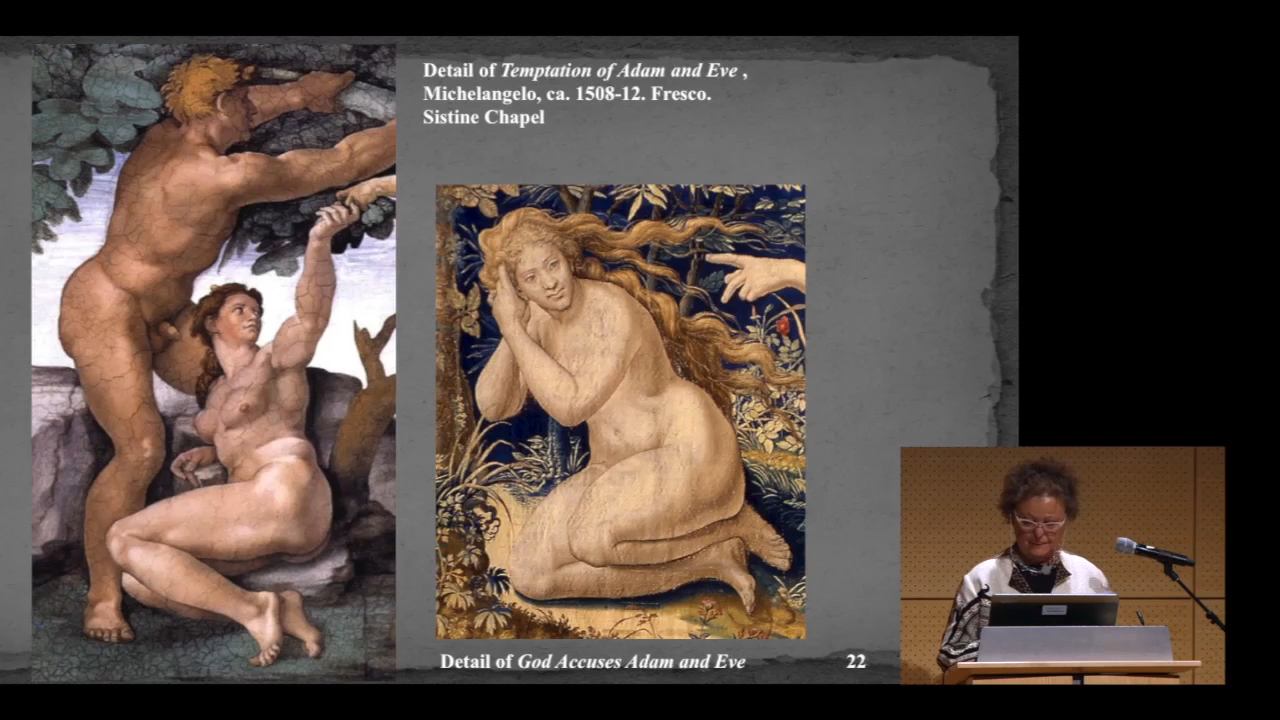 Detail of Temptation of Adam and Eve ,
Michelangelo, ca. 1508-12. Fresco.
Sistine Chapel
Detail of God Accuses Adam and Eve
22